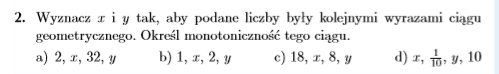 2. Wyznacz x i y tak, aby podane liczby były kolejnymi wyrazami ciągu
geometrycznego. Określ monotoniczność tego ciągu.
a) 2, x, 32, y b) 1, x, 2, y c) 18, x, 8, y d) x, 1/10, y, 10